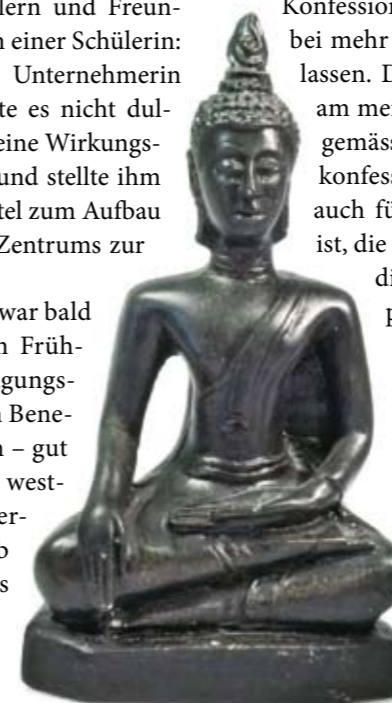 lern und Freun-
n einer Schülerin:
Unternehmerin
te es nicht dul-
eine Wirkungs-
und stellte ihm
tel zum Aufbau
Zentrums zur
war bald
n Früh-
gungs-
n Bene-
n – gut
west-
er-
b
s
Konfession
bei mehr
lassen. D
am me
gemäss
konfess
auch fü
ist, die
di
p